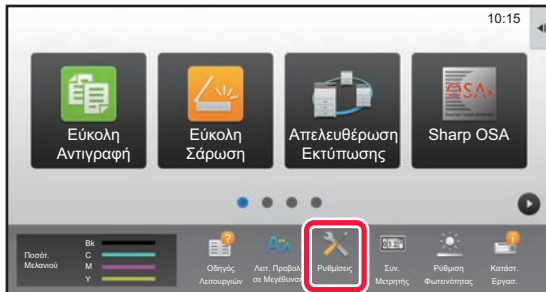 10:15
Εύκολη
Αντιγραφή
Εύκολη
Σάρωση
Απελευθέρωση
Εκτύπωσης
OSA
Sharp OSA
Ποσότ.
Μελανιού
Bk
C
M
Y
Οδηγός
Λειτουργιών
Λειτ. Προβολ.
σε Μεγέθυνση
Ρυθμίσεις
Συν.
Μετρητής
Ρύθμιση
Φωτεινότητας
Κατάστ.
Εργασ.